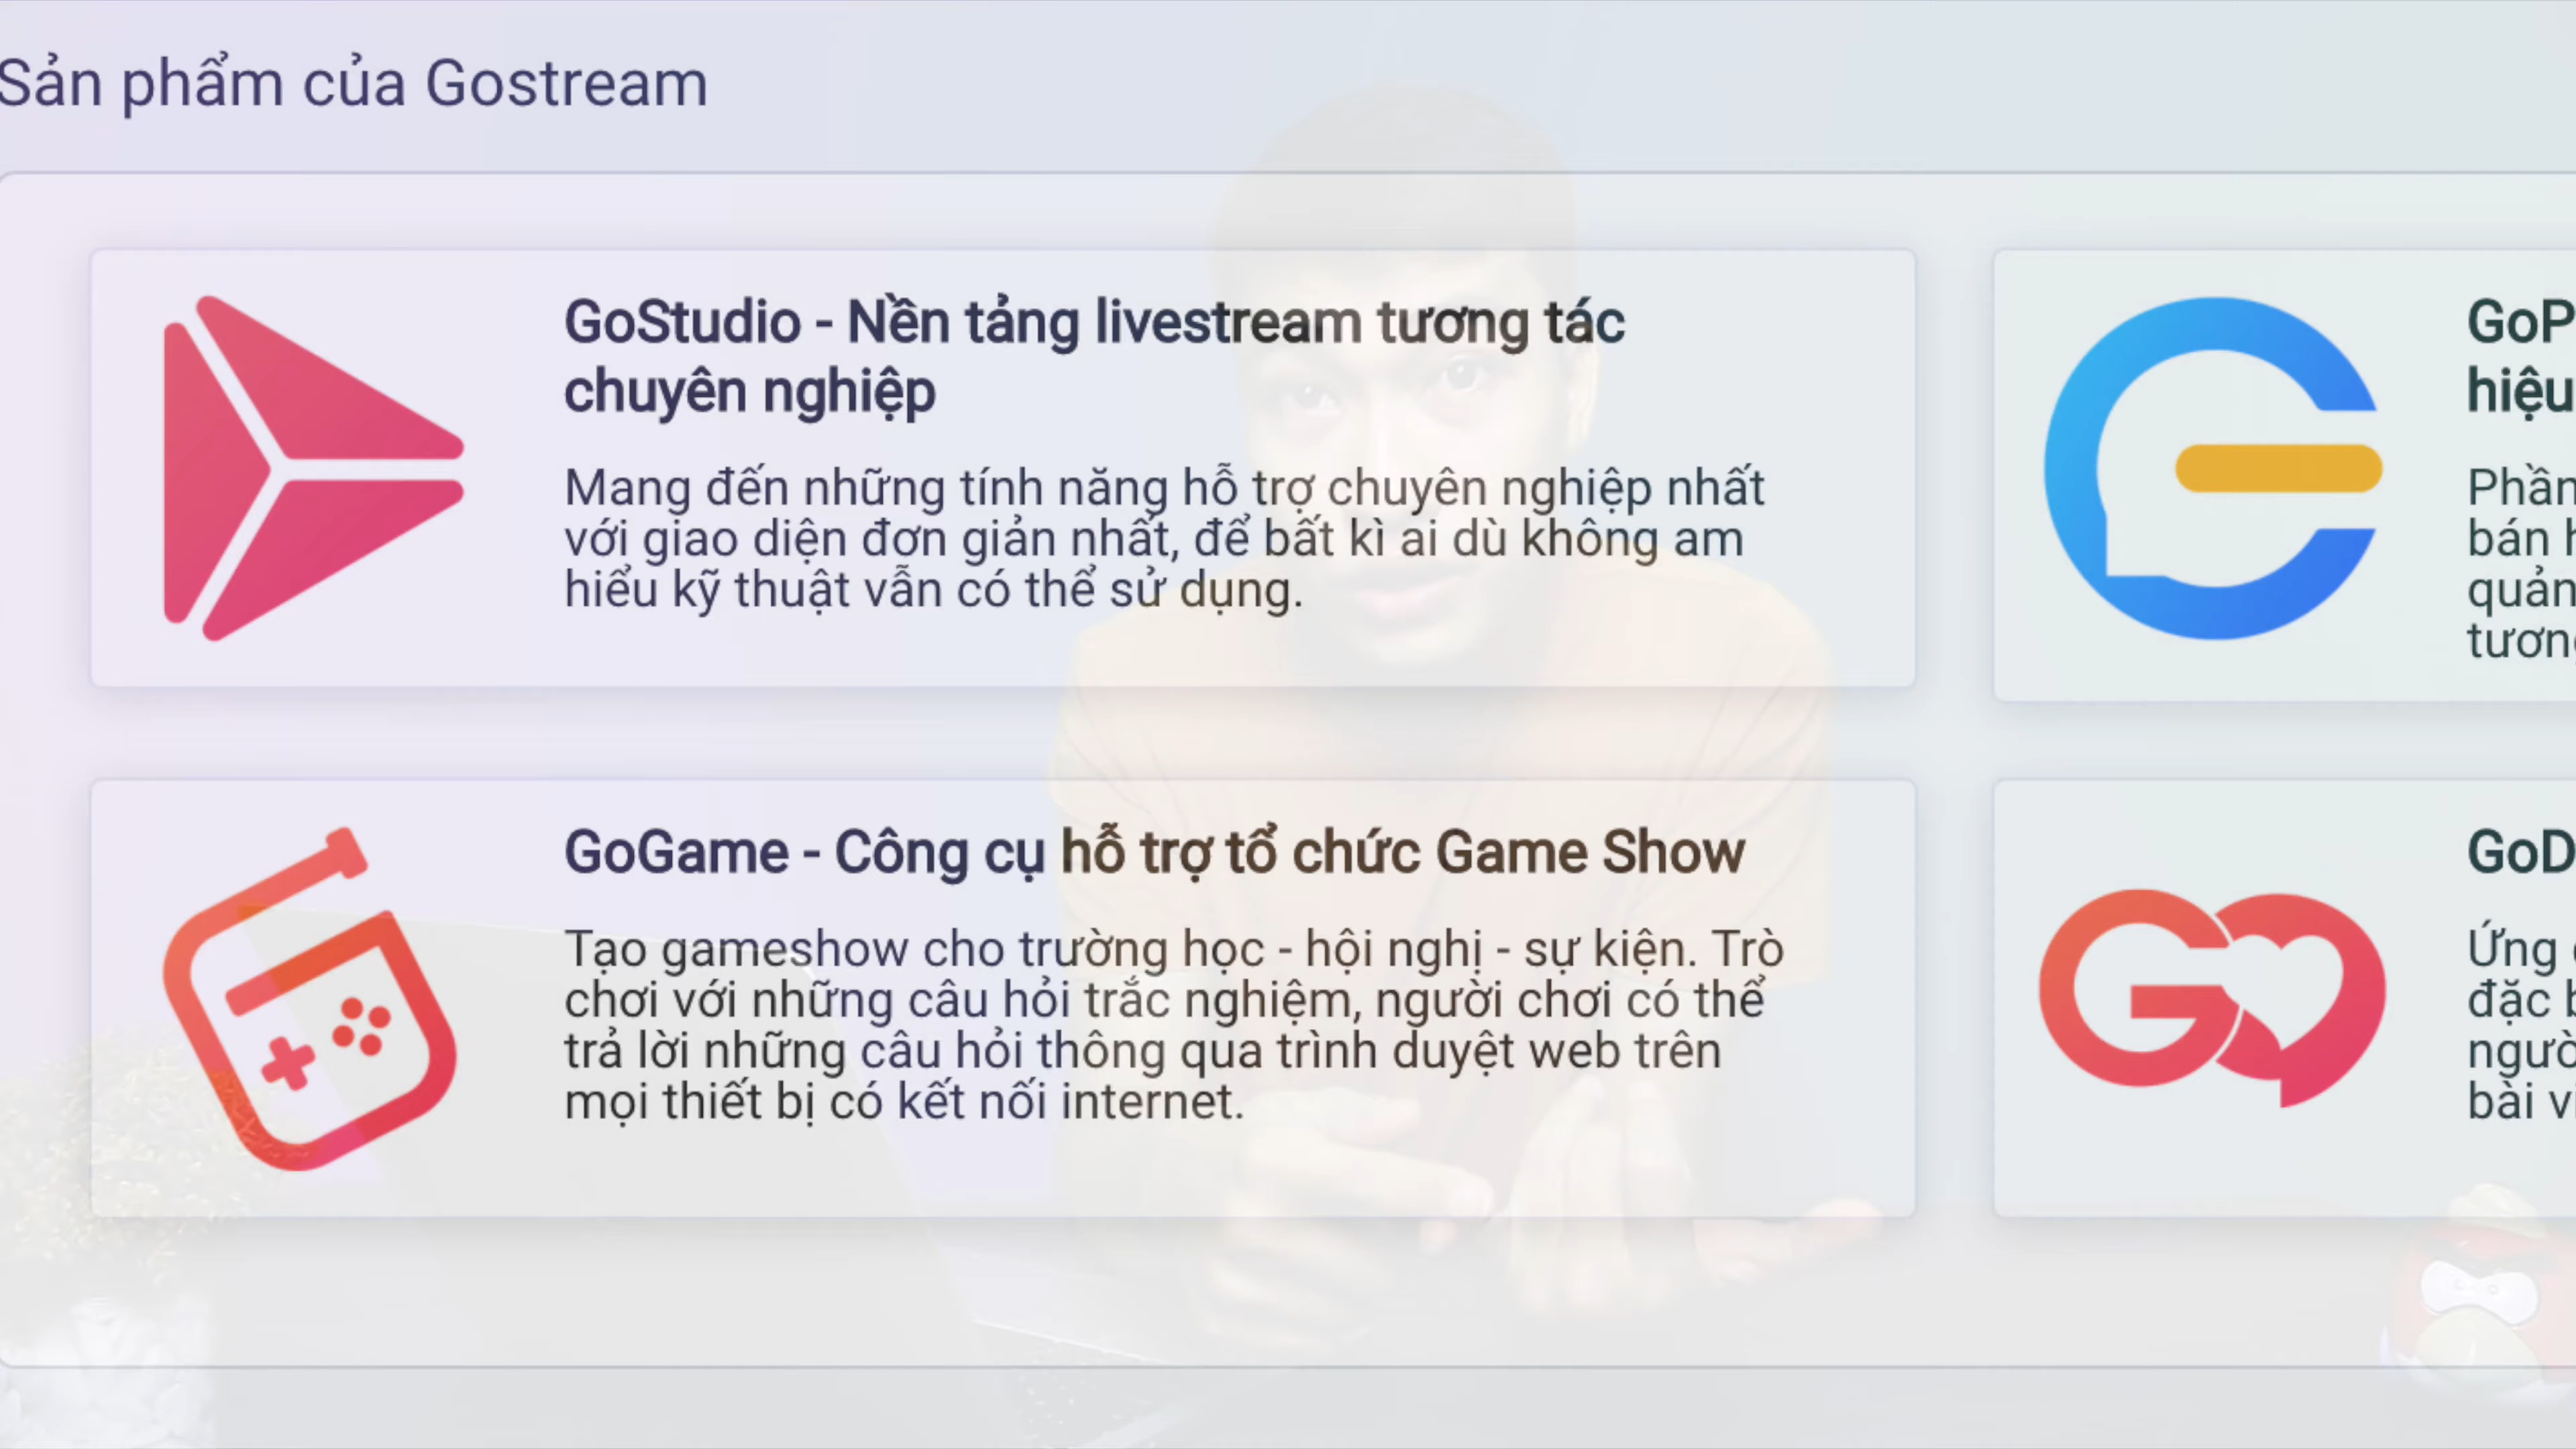 Sản phẩm của Gostream
GoStudio - Nền tảng livestream tương tác
chuyên nghiệp
Mang đến những tính năng hỗ trợ chuyên nghiệp nhất
với giao diện đơn giản nhất, để bất kì ai dù không am
hiểu kỹ thuật vẫn có thể sử dụng.
hiệu
Phần
bán
quản
GoGame - Công cụ hỗ trợ tổ chức Game Show
Tạo gameshow cho trường học - hội nghị - sự kiện. Trò
chơi với những câu hỏi trắc nghiệm, người chơi có thể
trả lời những câu hỏi thông qua trình duyệt web trên
mọi thiết bị có kết nối internet.
Ứng
đặc
bài